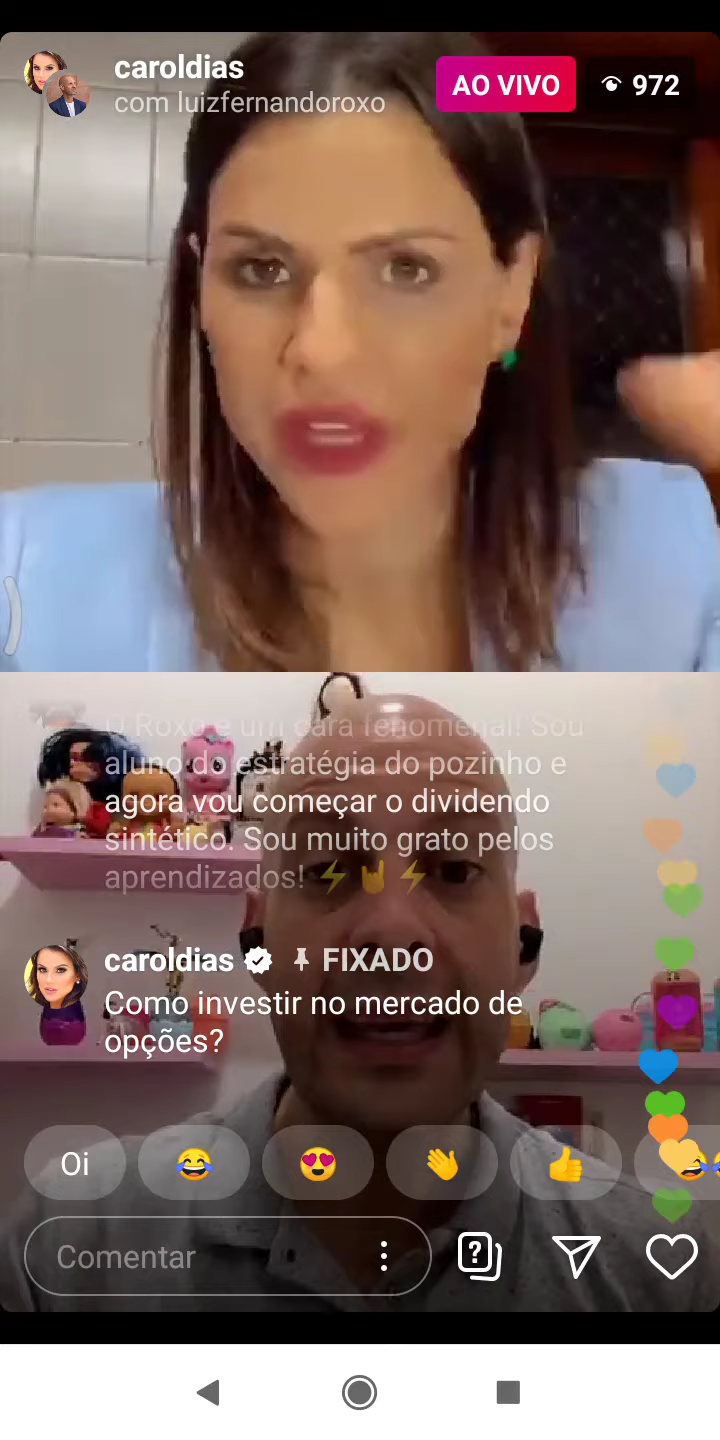 caroldias
com luizfernandoroxo
AO VIVO
972
O Roxo é um cara fenomenal! Sou
aluno do estratégia do pozinho e
agora vou começar o dividendo
sintético. Sou muito grato pelos
aprendizados! ⚡🤘⚡
caroldias FIXADO
Como investir no mercado de
opções?
Oi
Comentar